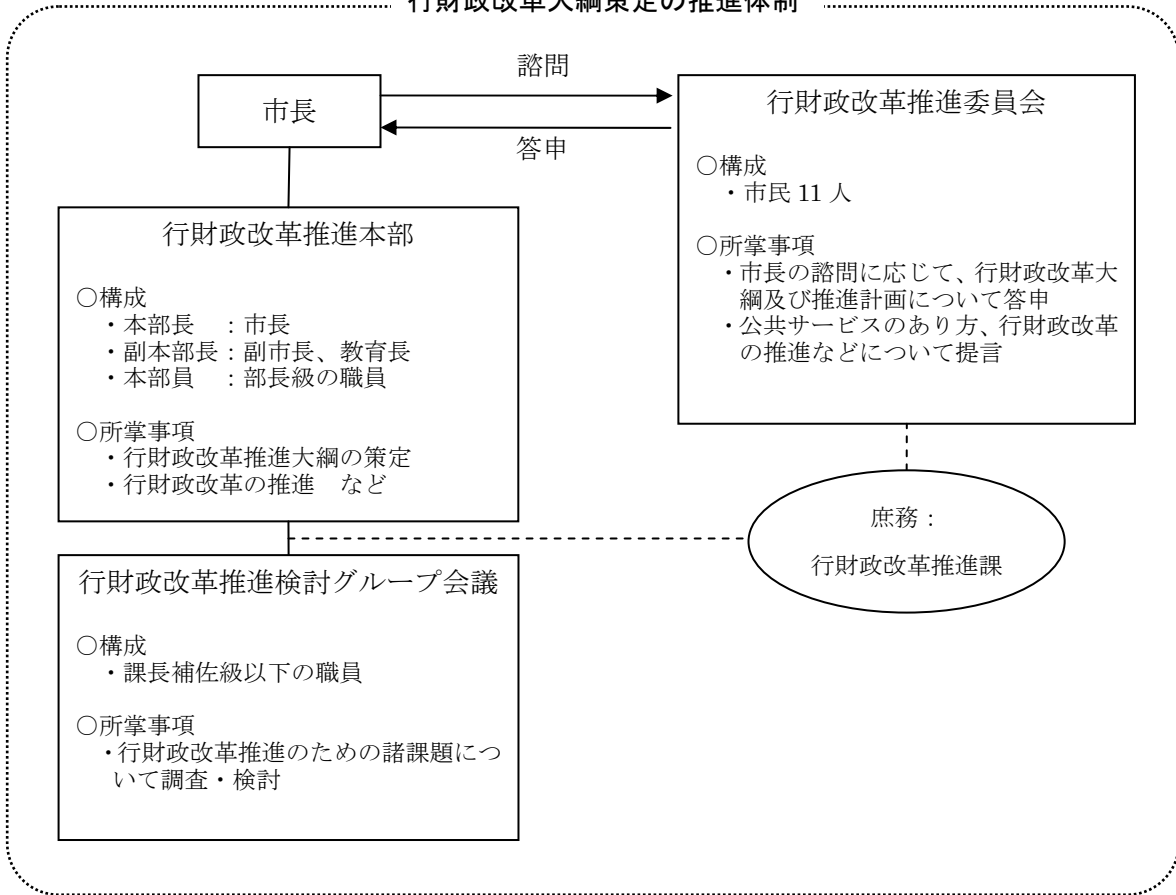 行財政改革大綱策定の推進体制
諮問
市長
答申
行財政改革推進委員会
○構成
・市民 11 人
○所掌事項
・市長の諮問に応じて、行財政改革大
綱及び推進計画について答申
・公共サービスのあり方、行財政改革
の推進などについて提言
行財政改革推進本部
○構成
・本部長　：市長
・副本部長：副市長、教育長
・本部員　：部長級の職員
○所掌事項
・行財政改革推進大綱の策定
・行財政改革の推進　など
庶務：
行財政改革推進課
行財政改革推進検討グループ会議
○構成
・課長補佐級以下の職員
○所掌事項
・行財政改革推進のための諸課題につ
いて調査・検討